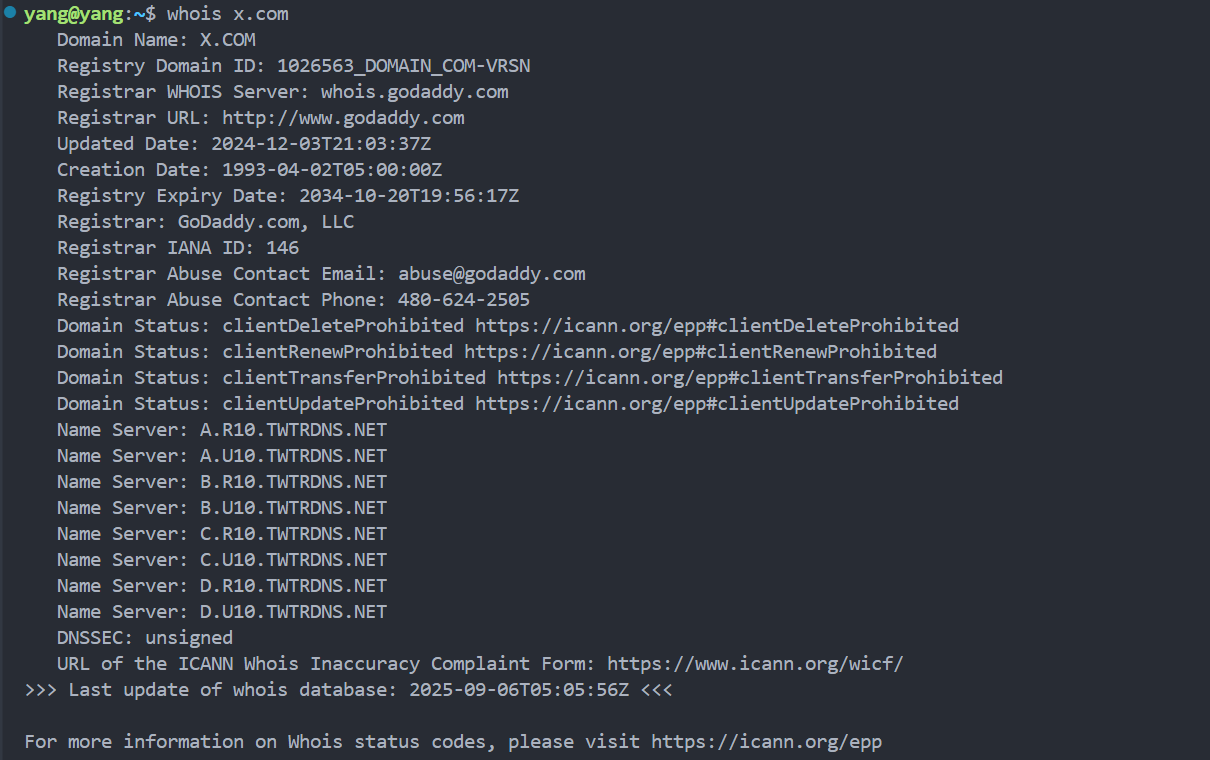 yang@yang:~$ whois x.com
Domain Name: X.COM
Registry Domain ID: 1026563_DOMAIN_COM-VRSN
Registrar WHOIS Server: whois.godaddy.com
Registrar URL: http://www.godaddy.com
Updated Date: 2024-12-03T21:03:37Z
Creation Date: 1993-04-02T05:00:00Z
Registry Expiry Date: 2034-10-20T19:56:17Z
Registrar: GoDaddy.com, LLC
Registrar IANA ID: 146
Registrar Abuse Contact Email: abuse@godaddy.com
Registrar Abuse Contact Phone: 480-624-2505
Domain Status: clientDeleteProhibited https://icann.org/epp#clientDeleteProhibited
Domain Status: clientRenewProhibited https://icann.org/epp#clientRenewProhibited
Domain Status: clientTransferProhibited https://icann.org/epp#clientTransferProhibited
Domain Status: clientUpdateProhibited https://icann.org/epp#clientUpdateProhibited
Name Server: A.R10.TWTRDNS.NET
Name Server: A.U10.TWTRDNS.NET
Name Server: B.R10.TWTRDNS.NET
Name Server: B.U10.TWTRDNS.NET
Name Server: C.R10.TWTRDNS.NET
Name Server: C.U10.TWTRDNS.NET
Name Server: D.R10.TWTRDNS.NET
Name Server: D.U10.TWTRDNS.NET
DNSSEC: unsigned
URL of the ICANN Whois Inaccuracy Complaint Form: https://www.icann.org/wicf/
>>> Last update of whois database: 2025-09-06T05:05:56Z <<<
For more information on Whois status codes, please visit https://icann.org/epp